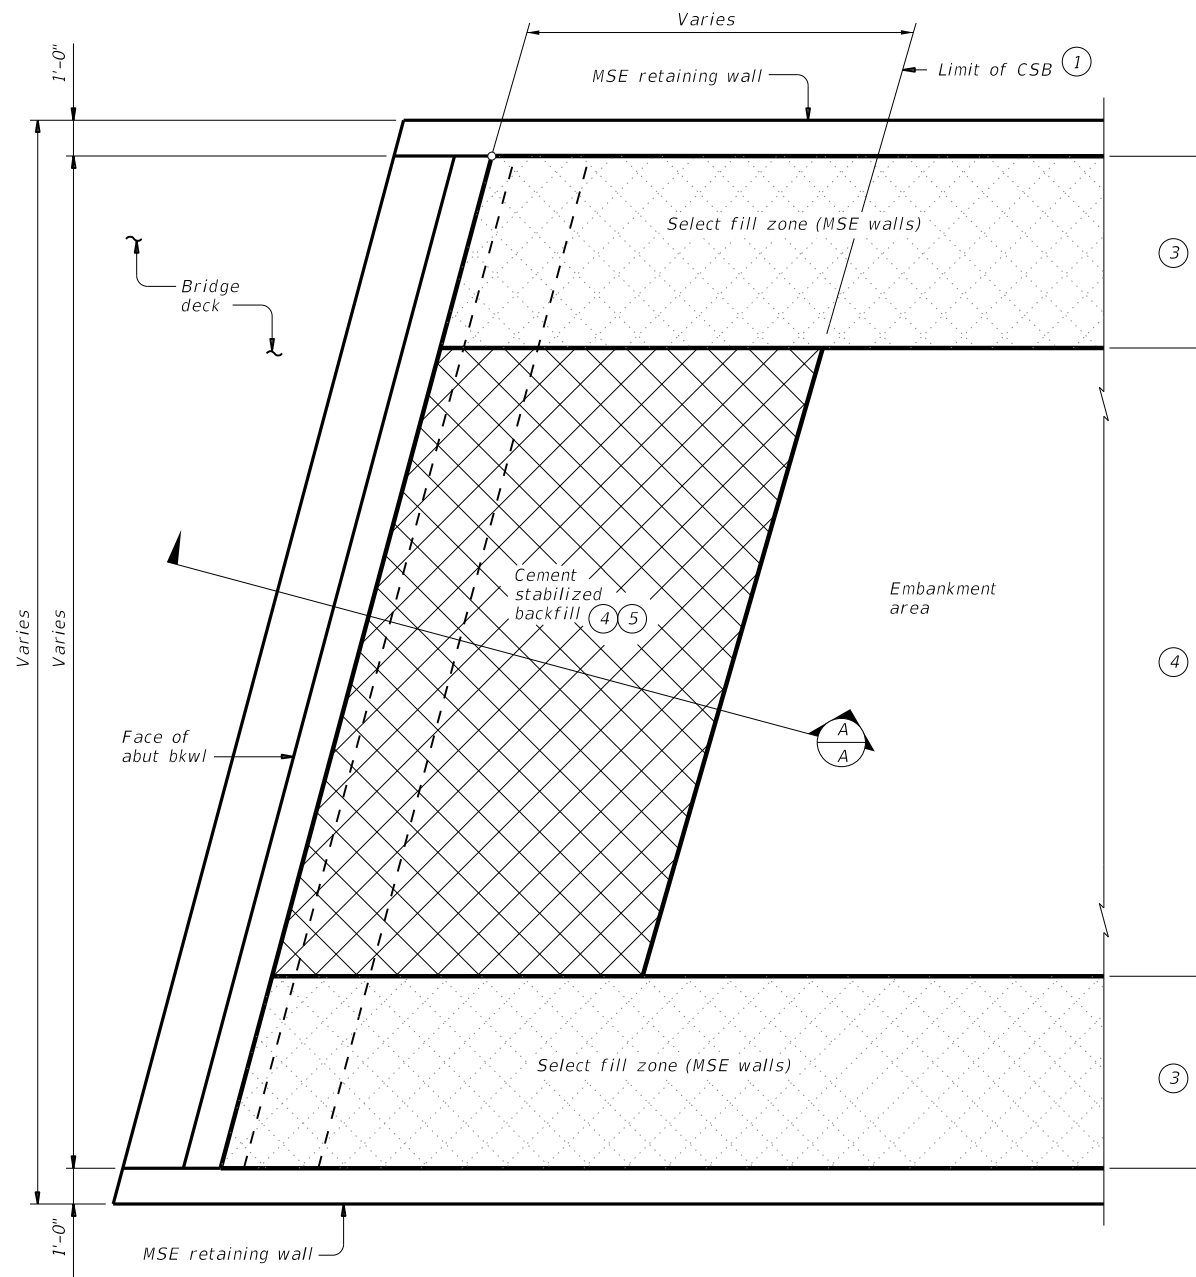 Varies
1'-0"
MSE retaining wall
Limit of CSB 1
Select fill zone (MSE walls)
3
Bridge
deck
Cement
stabilized
backfill 4 5
Embankment
area
Varies
Varies
4
Face of
abut bkwl
A
A
Select fill zone (MSE walls)
3
1'-0"
MSE retaining wall